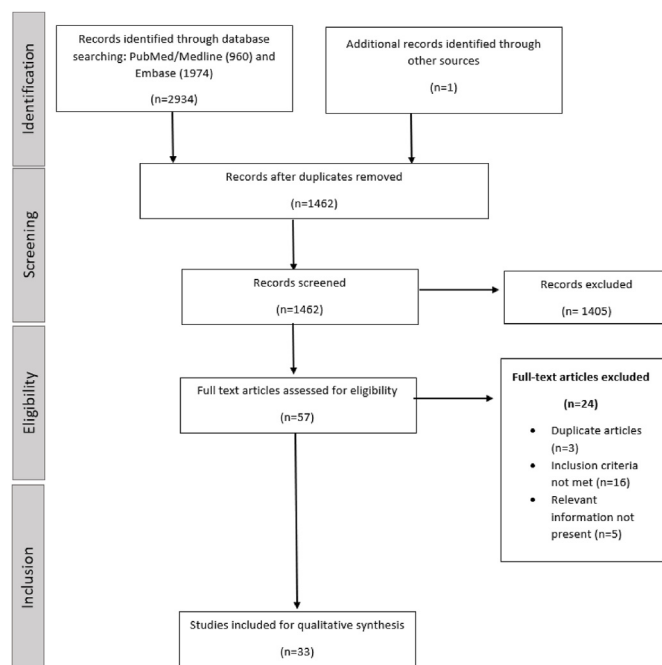 Identification
Records identified through database
searching: PubMed/Medline (960) and
Embase (1974)
(n=2934)
Additional records identified through
other sources
(n=1)
Records after duplicates removed
(n=1462)
Screening
Records screened
(n=1462)
Records excluded
(n= 1405)
Eligibility
Full text articles assessed for eligibility
(n=57)
Full-text articles excluded
(n=24)
• Duplicate articles
(n=3)
• Inclusion criteria
not met (n=16)
• Relevant
information not
present (n=5)
Inclusion
Studies included for qualitative synthesis
(n=33)